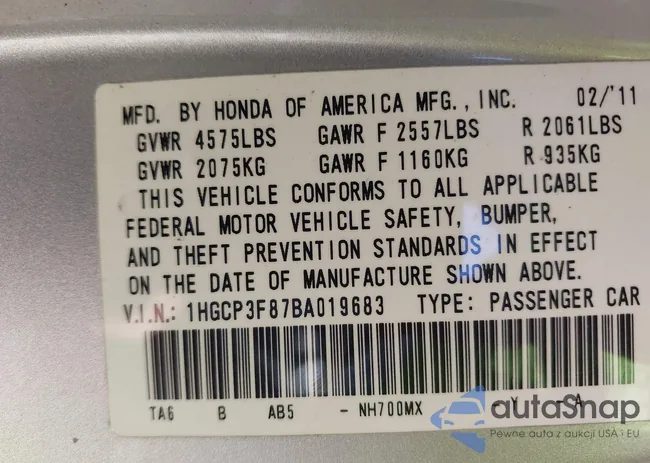 MFD. BY HONDA OF AMERICA MFG., INC. 02/'11
GVWR 4575LBS GAWR F 2557LBS R 2061LBS
GVWR 2075KG GAWR F 1160KG R 935KG
THIS VEHICLE CONFORMS TO ALL APPLICABLE
FEDERAL MOTOR VEHICLE SAFETY, BUMPER,
AND THEFT PREVENTION STANDARDS IN EFFECT
ON THE DATE OF MANUFACTURE SHOWN ABOVE.
V.I.N.: 1HGCP3F87BA019683 TYPE: PASSENGER CAR
TA6 B AB5 - NH700MX Y -A
autaSnap
Pewne auta z aukcji USA i EU